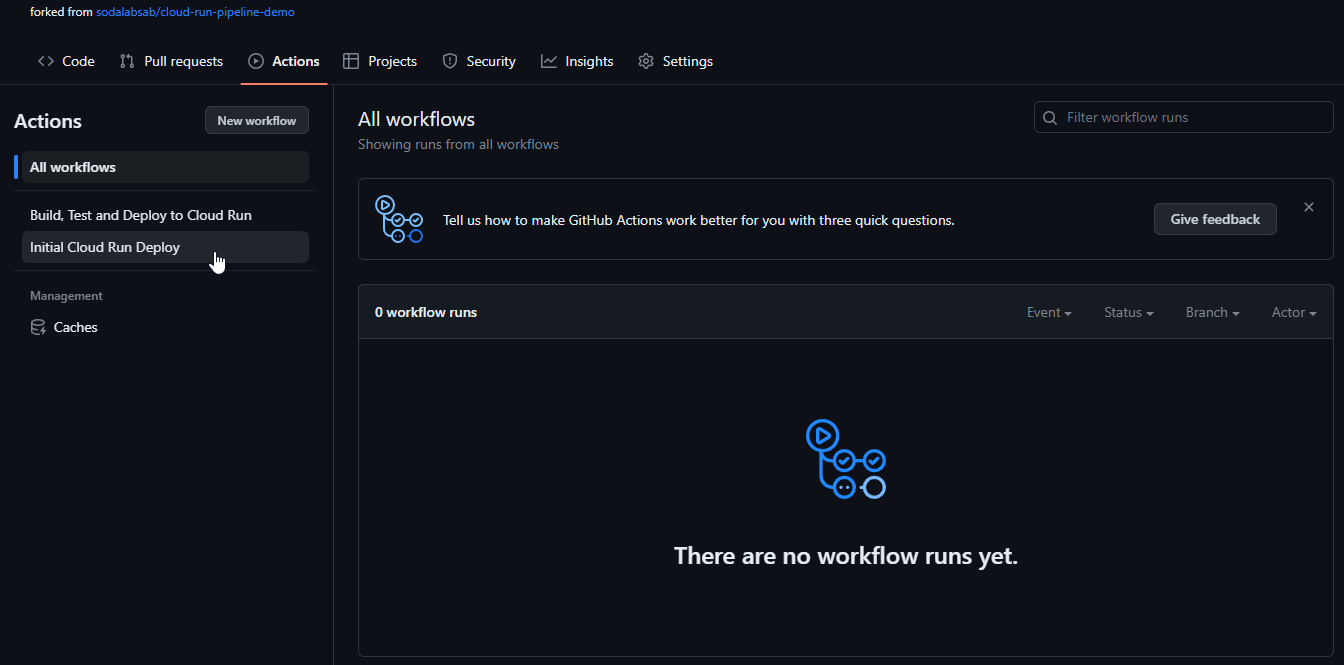 forked from sodalabsab/cloud-run-pipeline-demo
Code Pull requests Actions Projects Security Insights Settings
Actions
New workflow
All workflows
Build, Test and Deploy to Cloud Run
Initial Cloud Run Deploy
Management
Caches
All workflows
Showing runs from all workflows
Filter workflow runs
Tell us how to make GitHub Actions work better for you with three quick questions.
Give feedback
0 workflow runs
Event Status Branch Actor
There are no workflow runs yet.